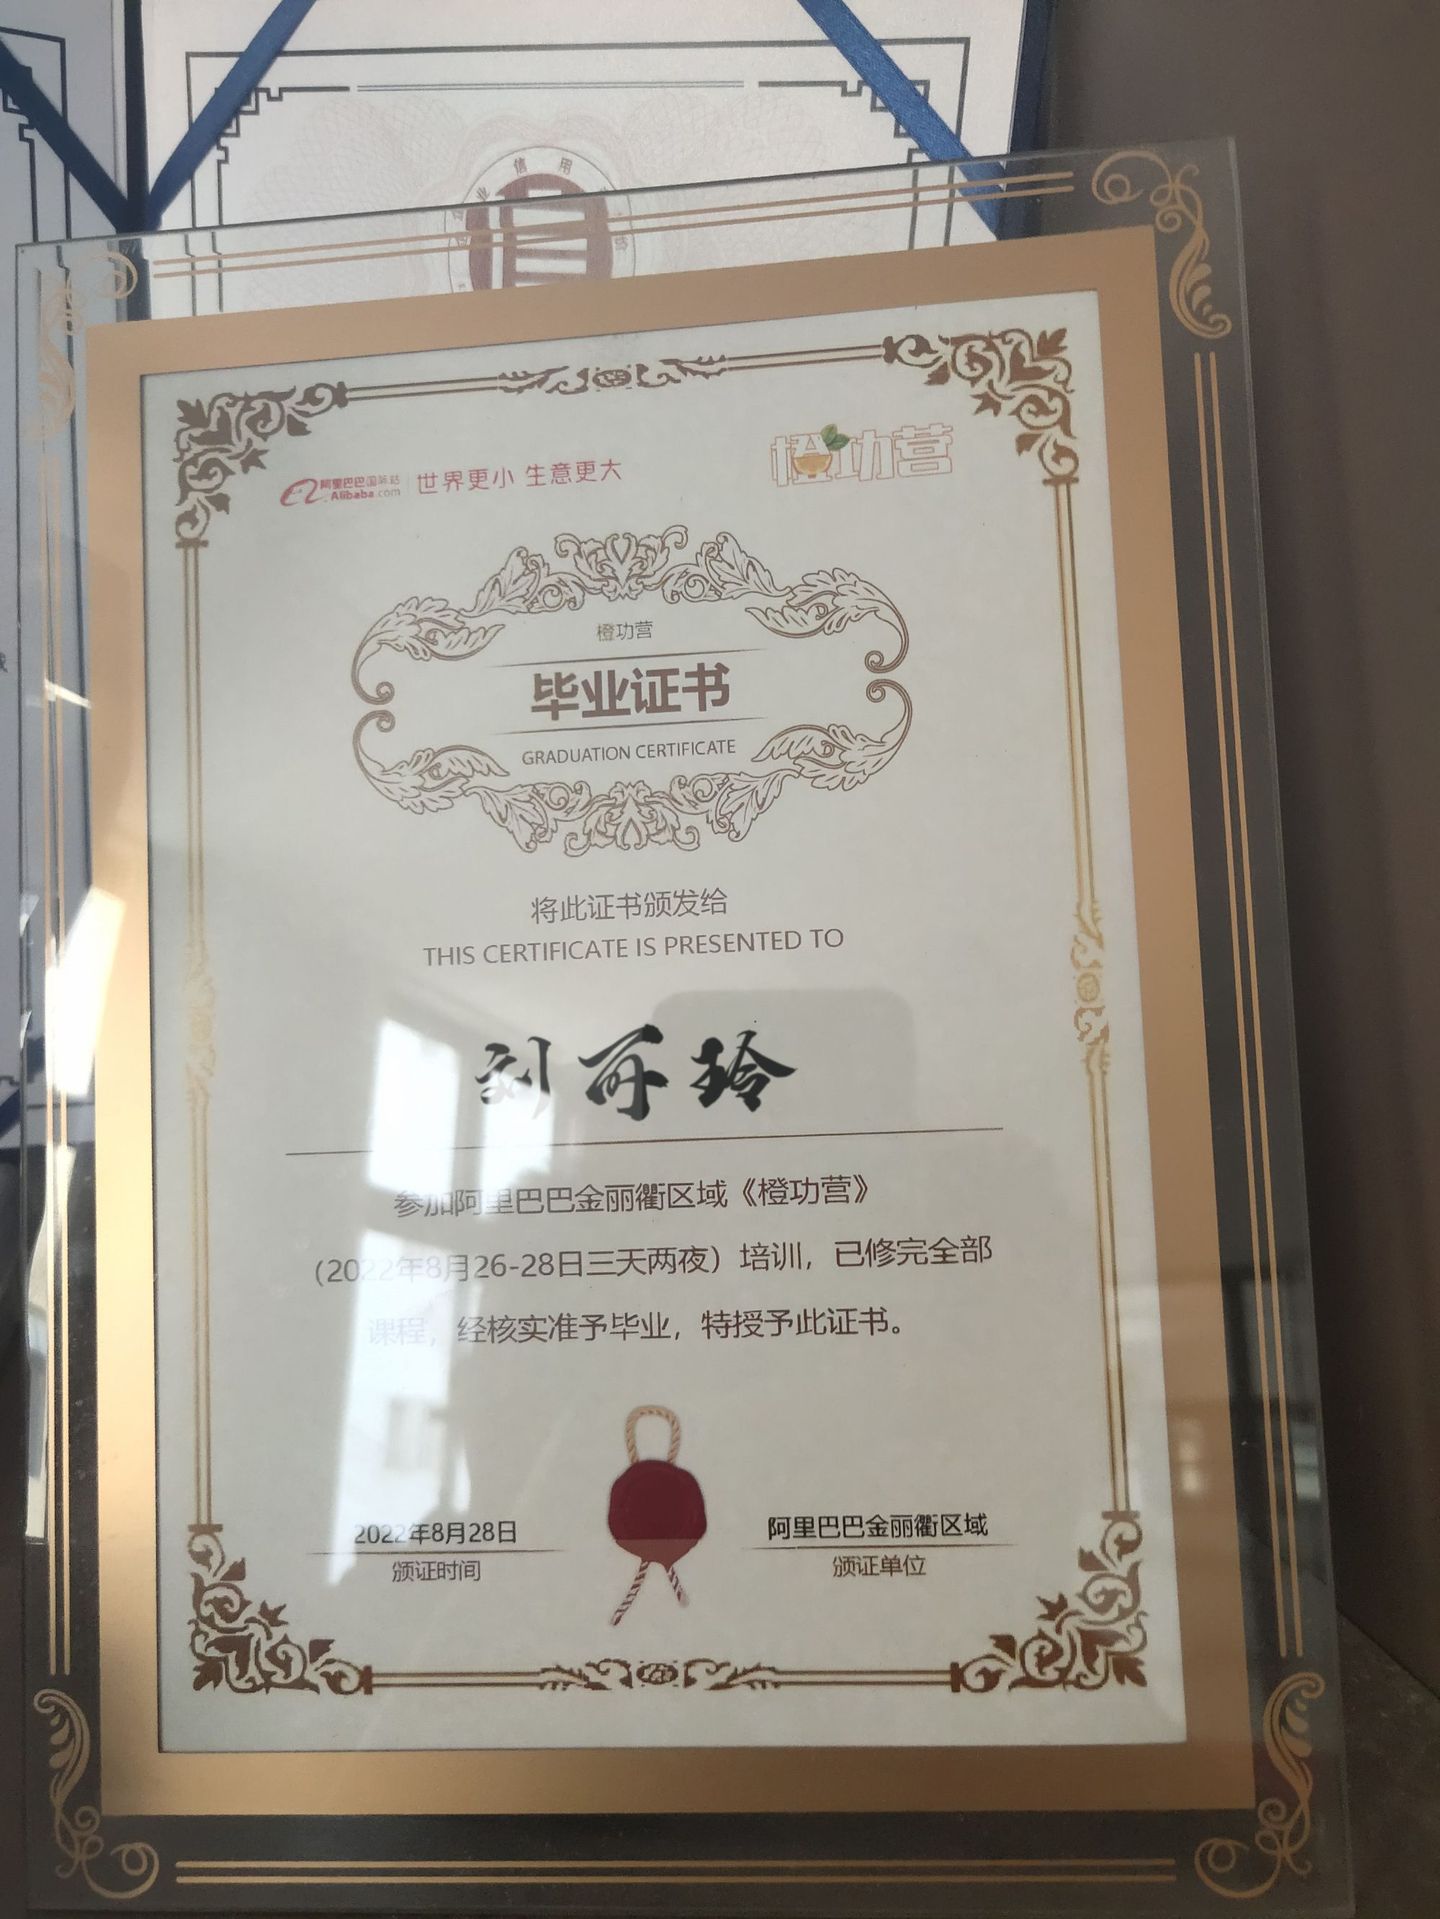 信用
阿里巴巴国际站
Alibaba.com
世界更小 生意更大
橙功营
橙功营
毕业证书
GRADUATION CERTIFICATE
将此证书颁发给
THIS CERTIFICATE IS PRESENTED TO
刘可玲
参加阿里巴巴金丽衢区域《橙功营》
（2022年8月26-28日三天两夜）培训，已修完全部
课程，经核实准予毕业，特授予此证书。
2022年8月28日
颁证时间
阿里巴巴金丽衢区域
颁证单位